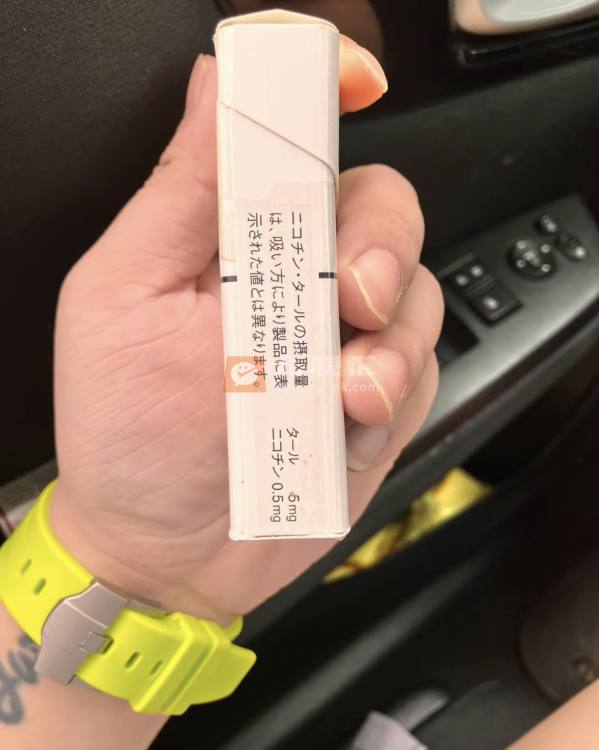 ニコチン・タールの摂取量
は、吸い方により製品に表
示された値とは異なります。
タール 5mg
ニコチン 0.5mg